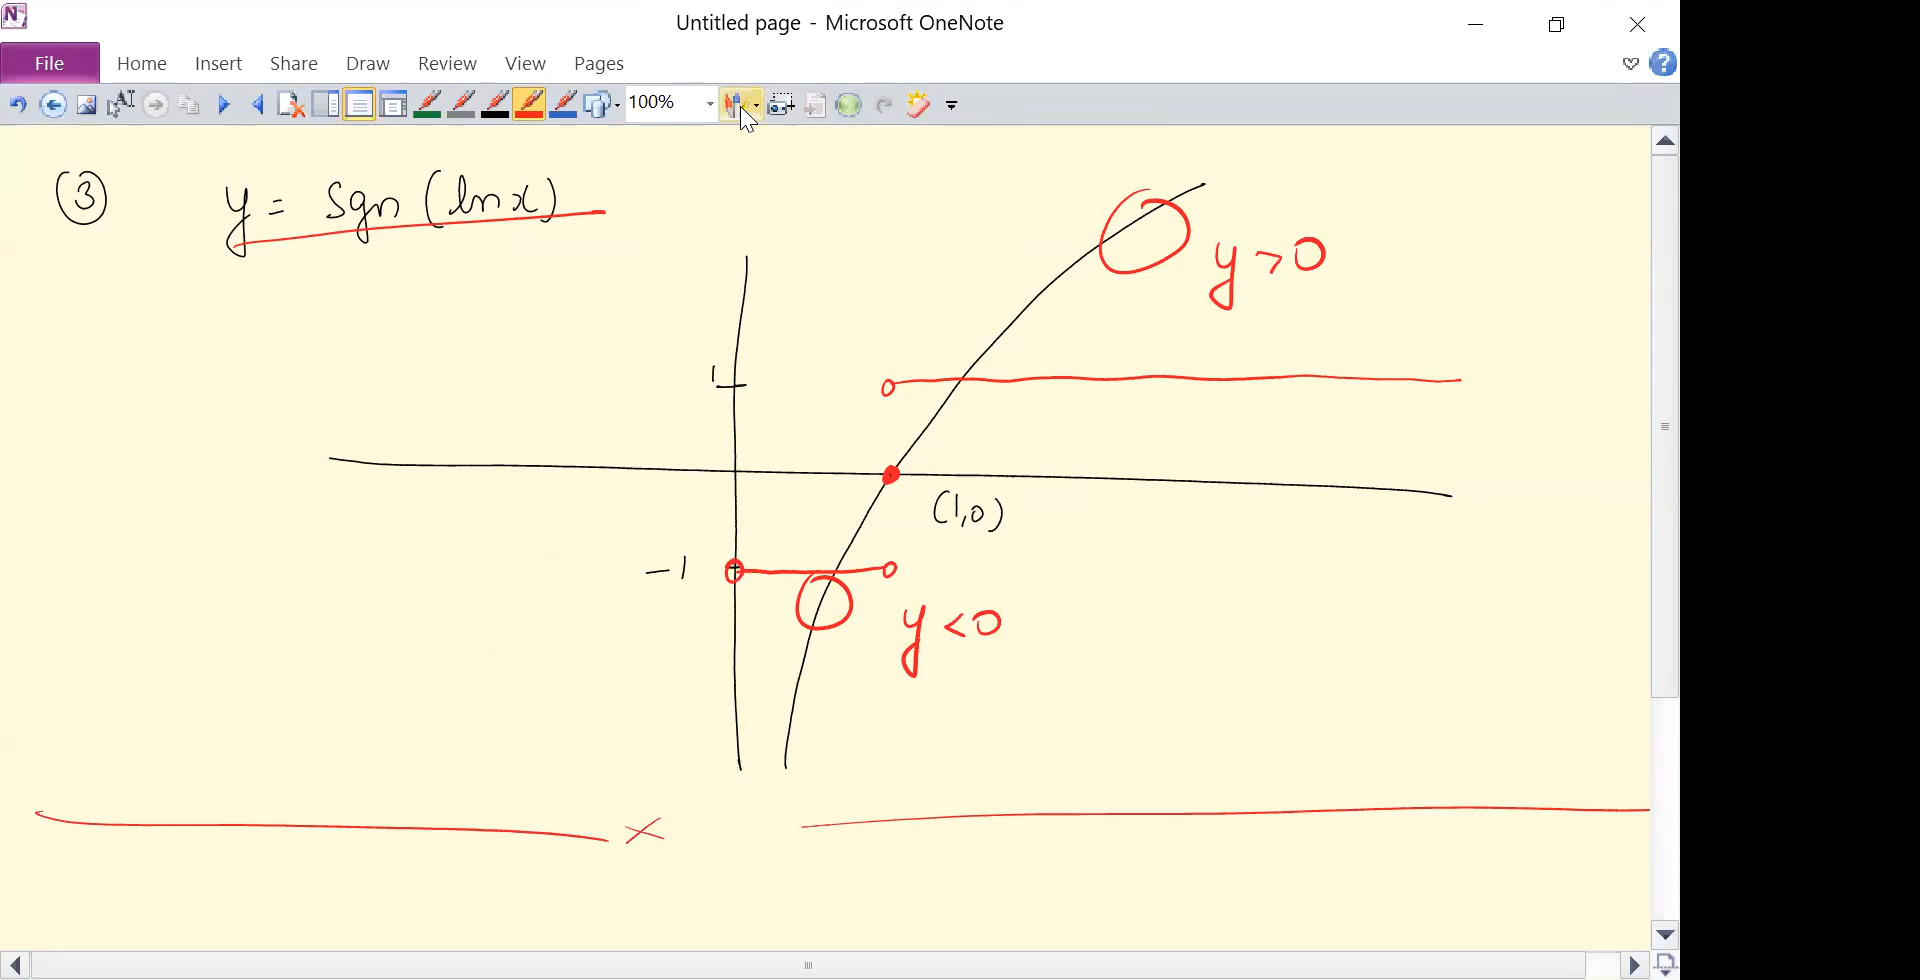 Untitled page - Microsoft OneNote
File Home Insert Share Draw Review View Pages
100%
③ y = sgn (ln x)
y > 0
1
(1,0)
-1
y < 0